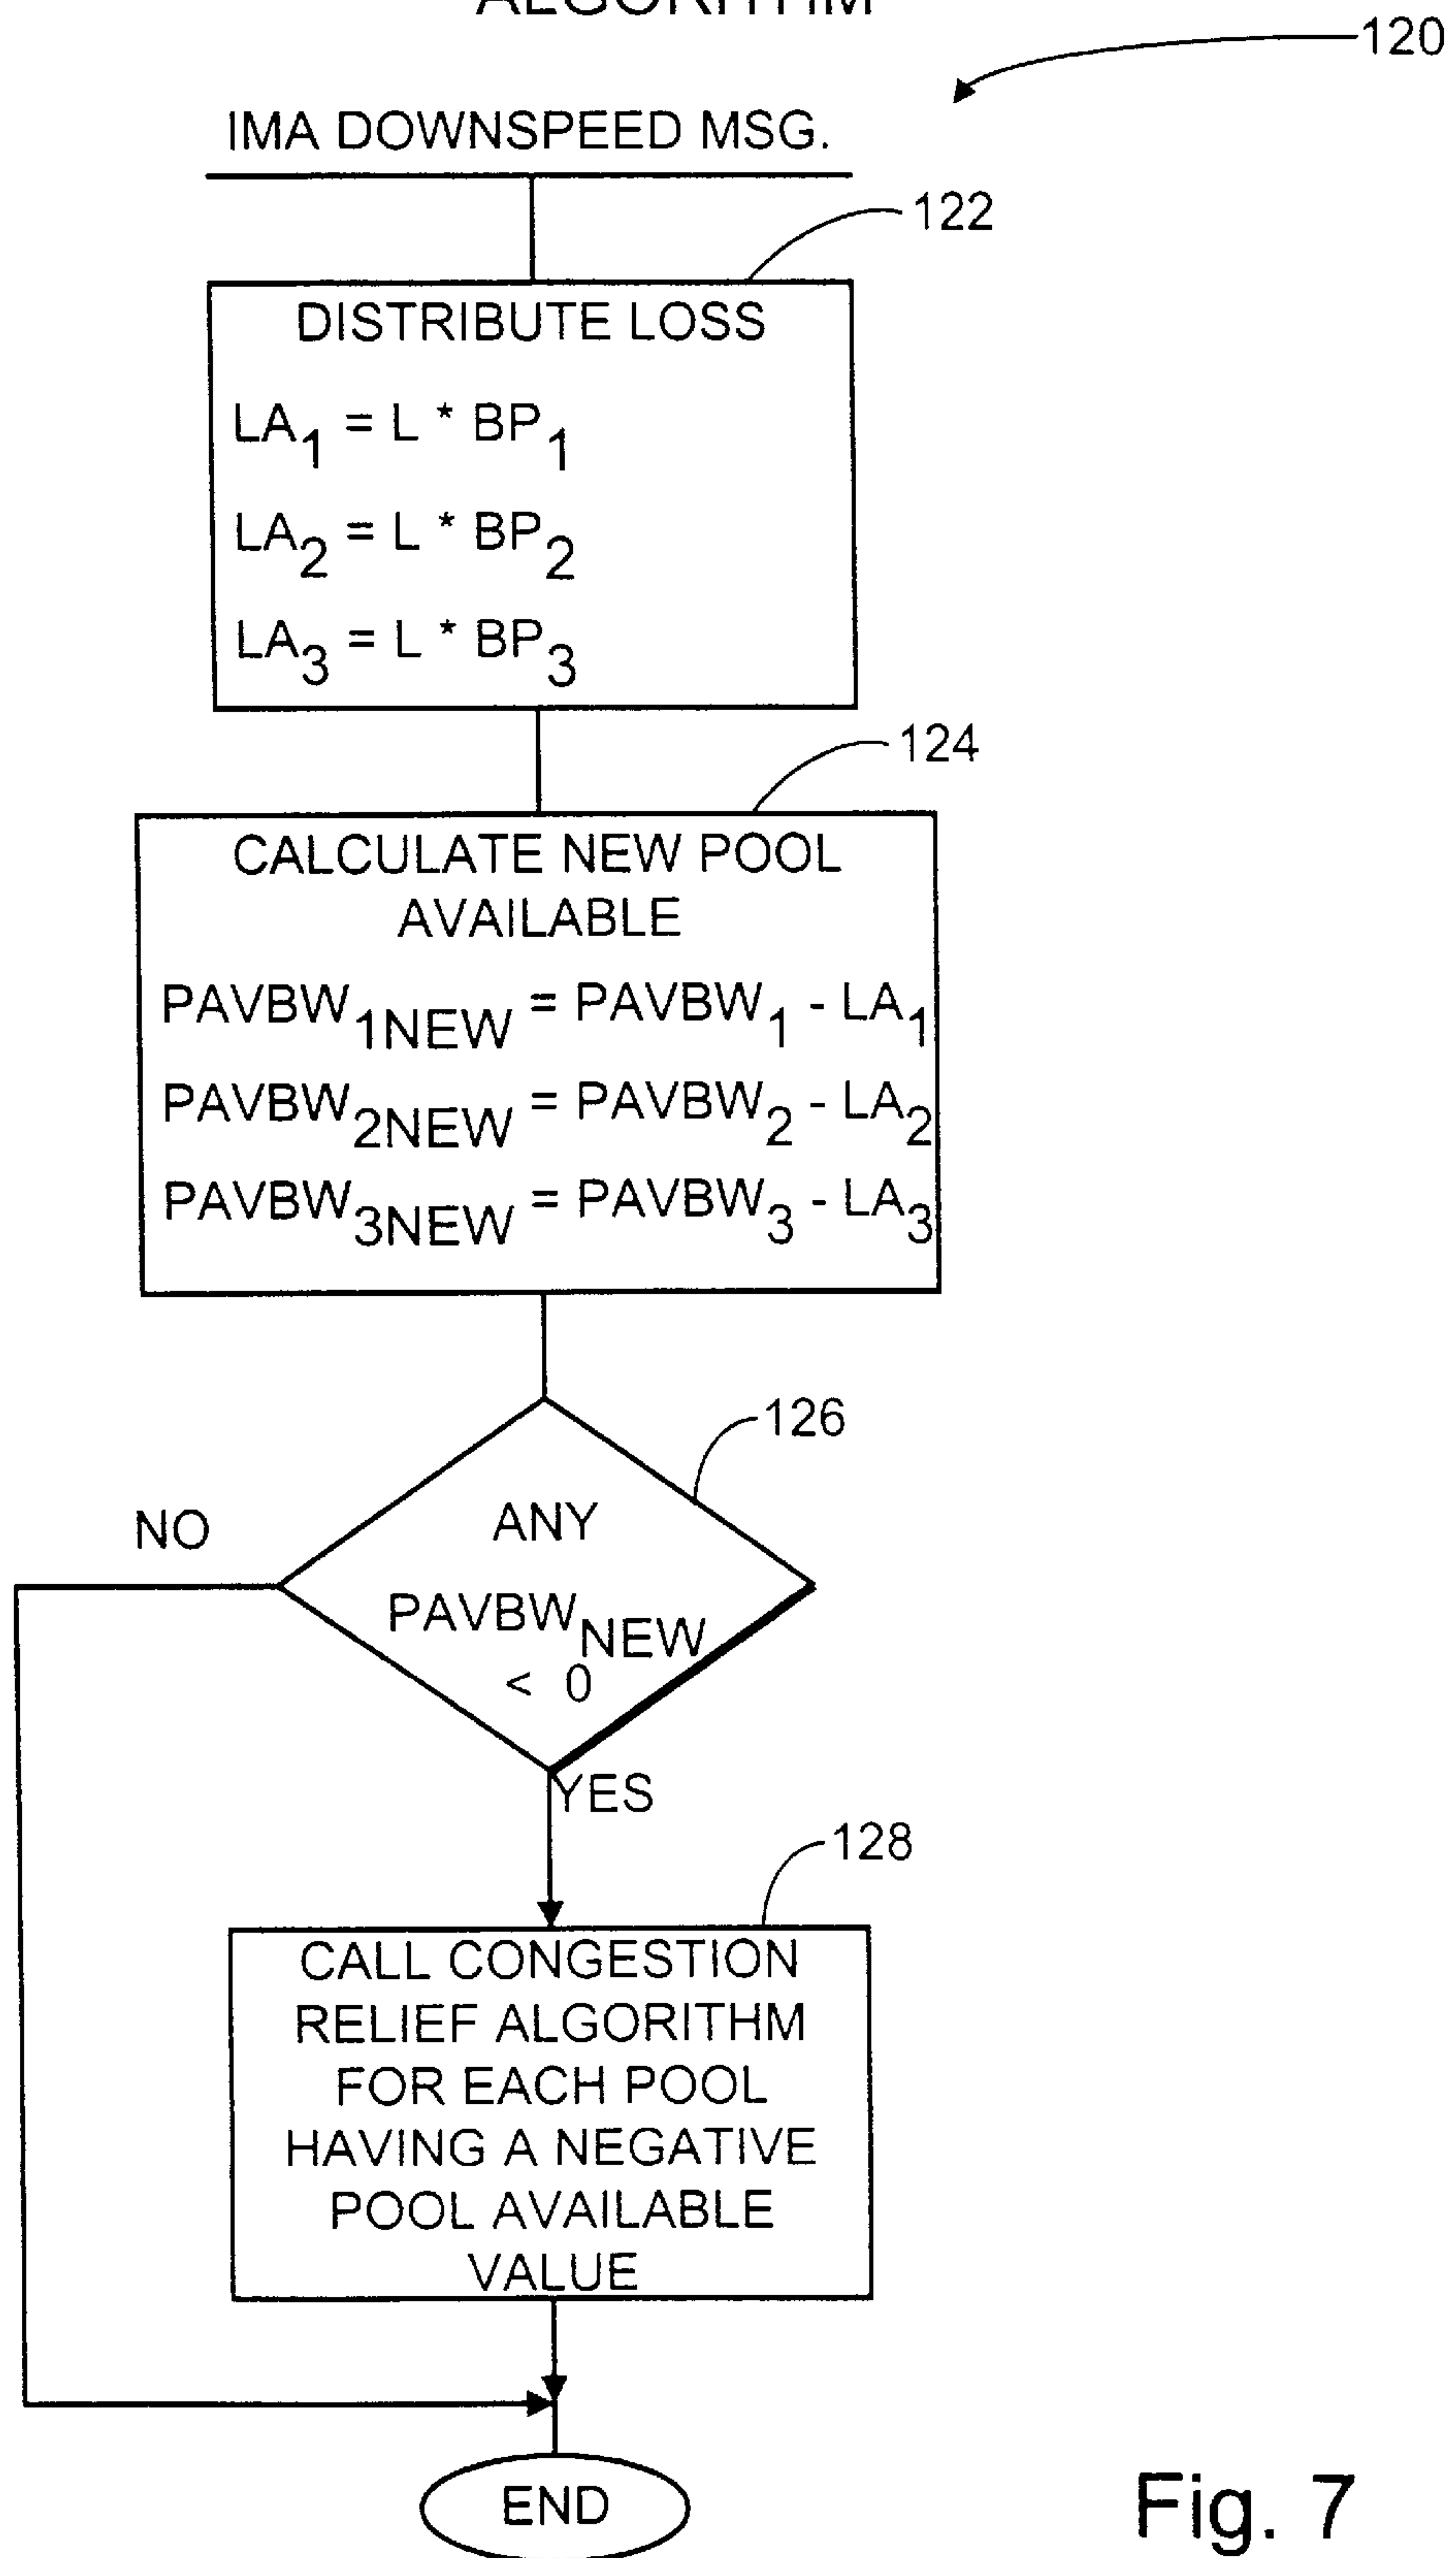 ALGORITHM
120
IMA DOWNSPEED MSG.
122
DISTRIBUTE LOSS
LA1 = L * BP1
LA2 = L * BP2
LA3 = L * BP3
124
CALCULATE NEW POOL
AVAILABLE
PAVBW1NEW = PAVBW1 - LA1
PAVBW2NEW = PAVBW2 - LA2
PAVBW3NEW = PAVBW3 - LA3
126
NO
ANY
PAVBWNEW
< 0
YES
128
CALL CONGESTION
RELIEF ALGORITHM
FOR EACH POOL
HAVING A NEGATIVE
POOL AVAILABLE
VALUE
END
Fig. 7